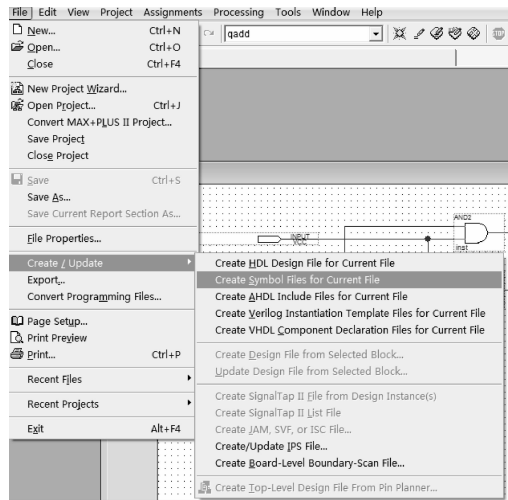 File Edit View Project Assignments Processing Tools Window Help
New... Ctrl+N
Open... Ctrl+O
Close Ctrl+F4
New Project Wizard...
Open Project... Ctrl+J
Convert MAX+PLUS II Project...
Save Project
Close Project
Save Ctrl+S
Save As...
Save Current Report Section As...
File Properties...
Create / Update
Export...
Convert Programming Files...
Page Setup...
Print Preview
Print... Ctrl+P
Recent Files
Recent Projects
Exit Alt+F4
qadd
STOP
AND2
INPUT
VCC
inst
Create HDL Design File for Current File
Create Symbol Files for Current File
Create AHDL Include Files for Current File
Create Verilog Instantiation Template Files for Current File
Create VHDL Component Declaration Files for Current File
Create Design File from Selected Block...
Update Design File from Selected Block...
Create SignalTap II File from Design Instance(s)
Create SignalTap II List File
Create JAM, SVF, or ISC File...
Create/Update IPS File...
Create Board-Level Boundary-Scan File...
Create Top-Level Design File From Pin Planner...